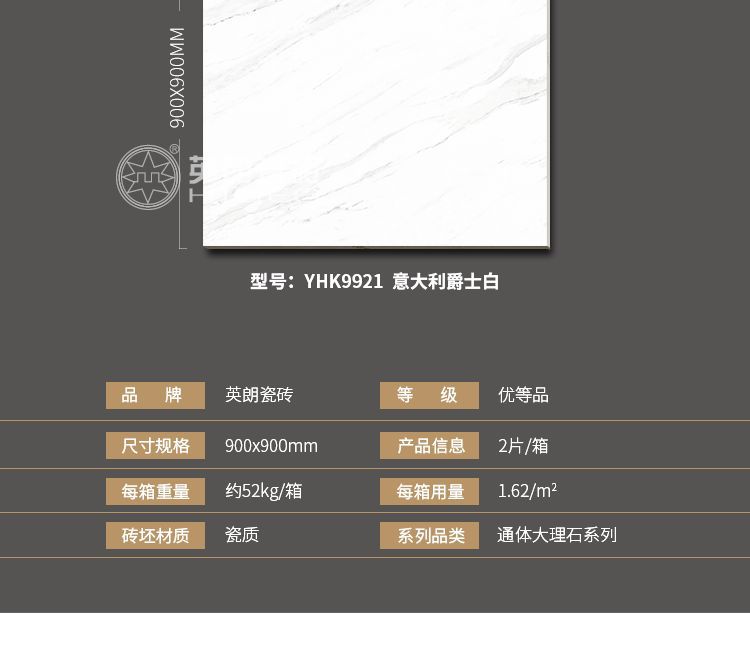 900X900MM
®
英
型号：YHK9921 意大利爵士白
品 牌 英朗瓷砖 等 级 优等品
尺寸规格 900x900mm 产品信息 2片/箱
每箱重量 约52kg/箱 每箱用量 1.62/m²
砖坯材质 瓷质 系列品类 通体大理石系列